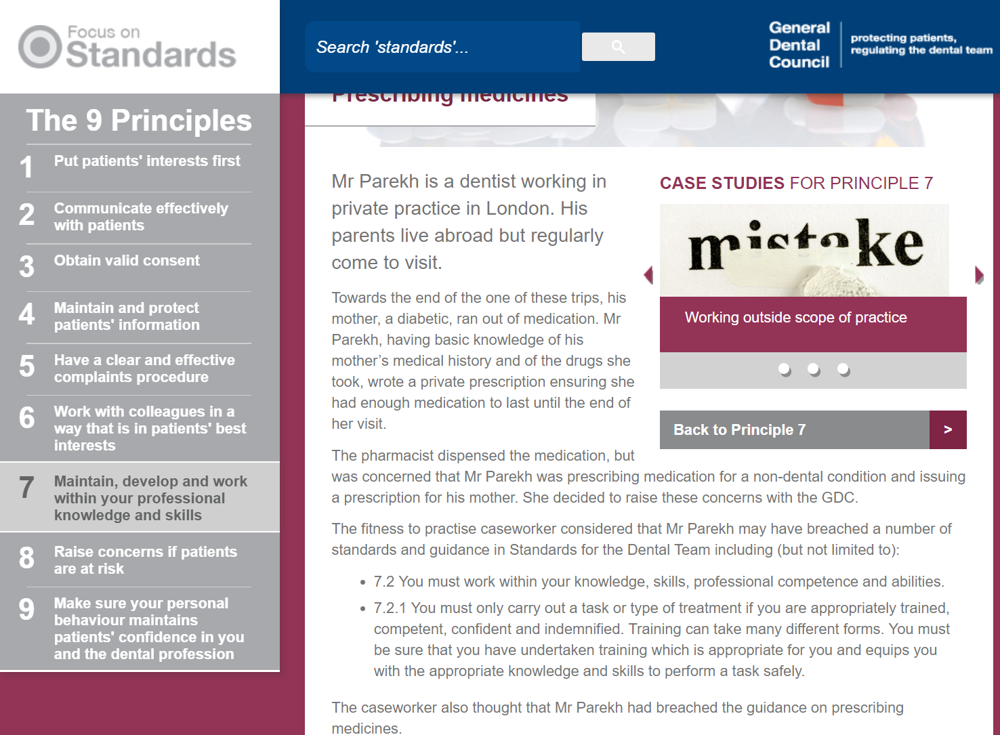 Focus on
Standards
Search 'standards'...
General
Dental
Council
protecting patients,
regulating the dental team
The 9 Principles
1 Put patients' interests first
2 Communicate effectively
with patients
3 Obtain valid consent
4 Maintain and protect
patients' information
5 Have a clear and effective
complaints procedure
6 Work with colleagues in a
way that is in patients' best
interests
7 Maintain, develop and work
within your professional
knowledge and skills
8 Raise concerns if patients
are at risk
9 Make sure your personal
behaviour maintains
patients' confidence in you
and the dental profession
Prescribing medicines
Mr Parekh is a dentist working in
private practice in London. His
parents live abroad but regularly
come to visit.
Towards the end of the one of these trips, his
mother, a diabetic, ran out of medication. Mr
Parekh, having basic knowledge of his
mother’s medical history and of the drugs she
took, wrote a private prescription ensuring she
had enough medication to last until the end of
her visit.
The pharmacist dispensed the medication, but
was concerned that Mr Parekh was prescribing medication for a non-dental condition and issuing
a prescription for his mother. She decided to raise these concerns with the GDC.
The fitness to practise caseworker considered that Mr Parekh may have breached a number of
standards and guidance in Standards for the Dental Team including (but not limited to):
• 7.2 You must work within your knowledge, skills, professional competence and abilities.
• 7.2.1 You must only carry out a task or type of treatment if you are appropriately trained,
competent, confident and indemnified. Training can take many different forms. You must
be sure that you have undertaken training which is appropriate for you and equips you
with the appropriate knowledge and skills to perform a task safely.
The caseworker also thought that Mr Parekh had breached the guidance on prescribing
medicines.
CASE STUDIES FOR PRINCIPLE 7
mistake
Working outside scope of practice
Back to Principle 7 >